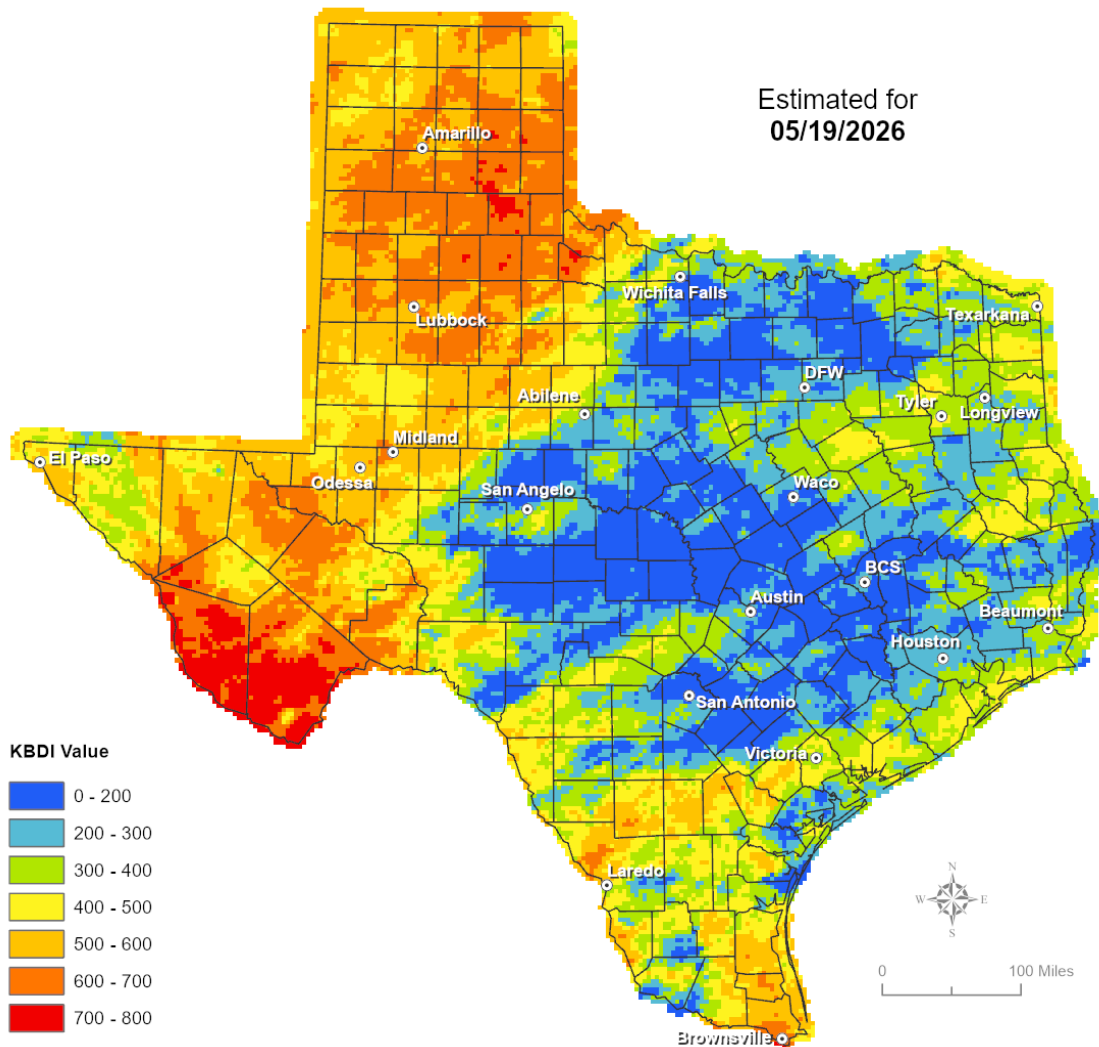 Estimated for
05/19/2026
Amarillo
Wichita Falls
Lubbock
Texarkana
DFW
Abilene
Tyler
Longview
Midland
El Paso
Odessa
San Angelo
Waco
BCS
Austin
Beaumont
Houston
San Antonio
Victoria
KBDI Value
0 - 200
200 - 300
300 - 400
400 - 500
500 - 600
600 - 700
700 - 800
Laredo
N
W E
S
0 100 Miles
Brownsville